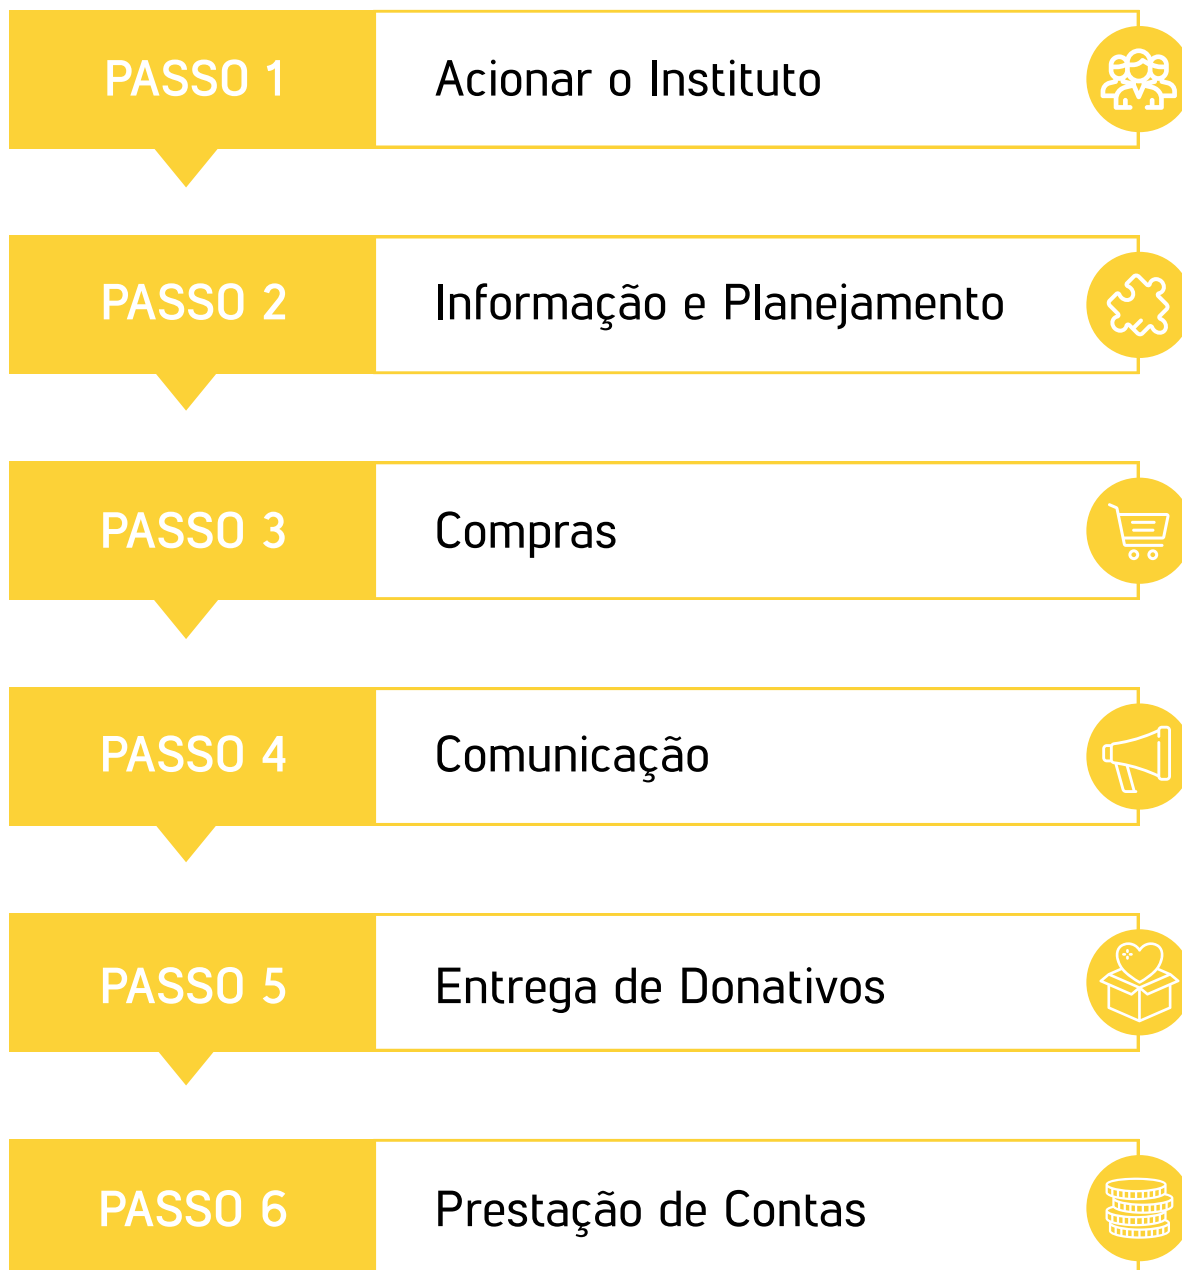 PASSO 1
Acionar o Instituto
PASSO 2
Informação e Planejamento
PASSO 3
Compras
PASSO 4
Comunicação
PASSO 5
Entrega de Donativos
PASSO 6
Prestação de Contas